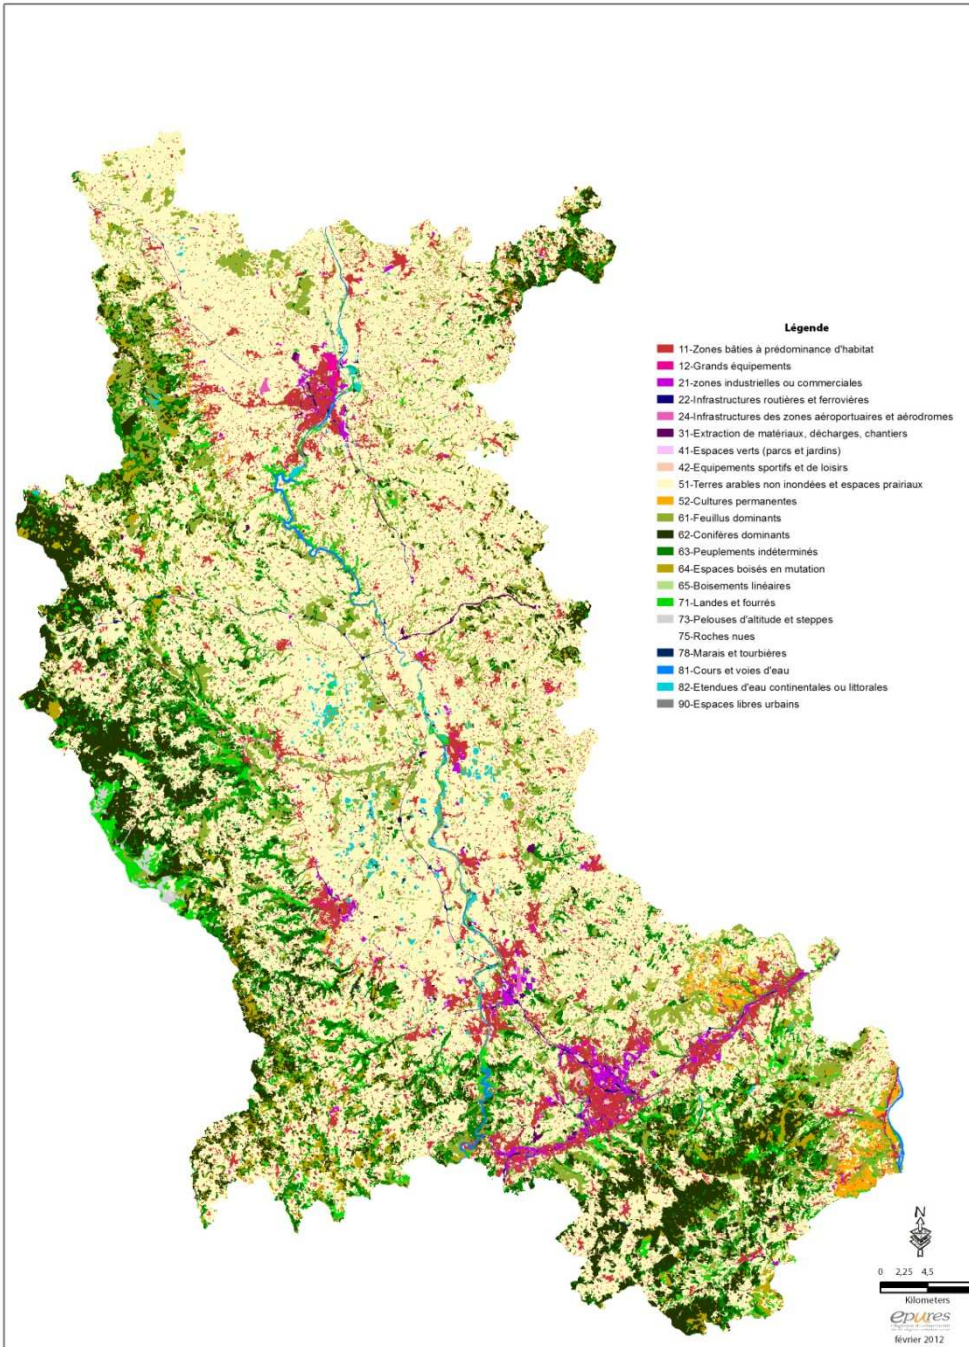 Légende
11-Zones bâties à prédominance d'habitat
12-Grands équipements
21-zones industrielles ou commerciales
22-Infrastructures routières et ferrovières
24-Infrastructures des zones aéroportuaires et aérodromes
31-Extraction de matériaux, décharges, chantiers
41-Espaces verts (parcs et jardins)
42-Equipements sportifs et de loisirs
51-Terres arables non inondées et espaces prairiaux
52-Cultures permanentes
61-Feuillus dominants
62-Conifères dominants
63-Peuplements indéterminés
64-Espaces boisés en mutation
65-Boisements linéaires
71-Landes et fourrés
73-Pelouses d'altitude et steppes
75-Roches nues
78-Marais et tourbières
81-Cours et voies d'eau
82-Etendues d'eau continentales ou littorales
90-Espaces libres urbains
N
0 2,25 4,5
Kilometers
epures
février 2012